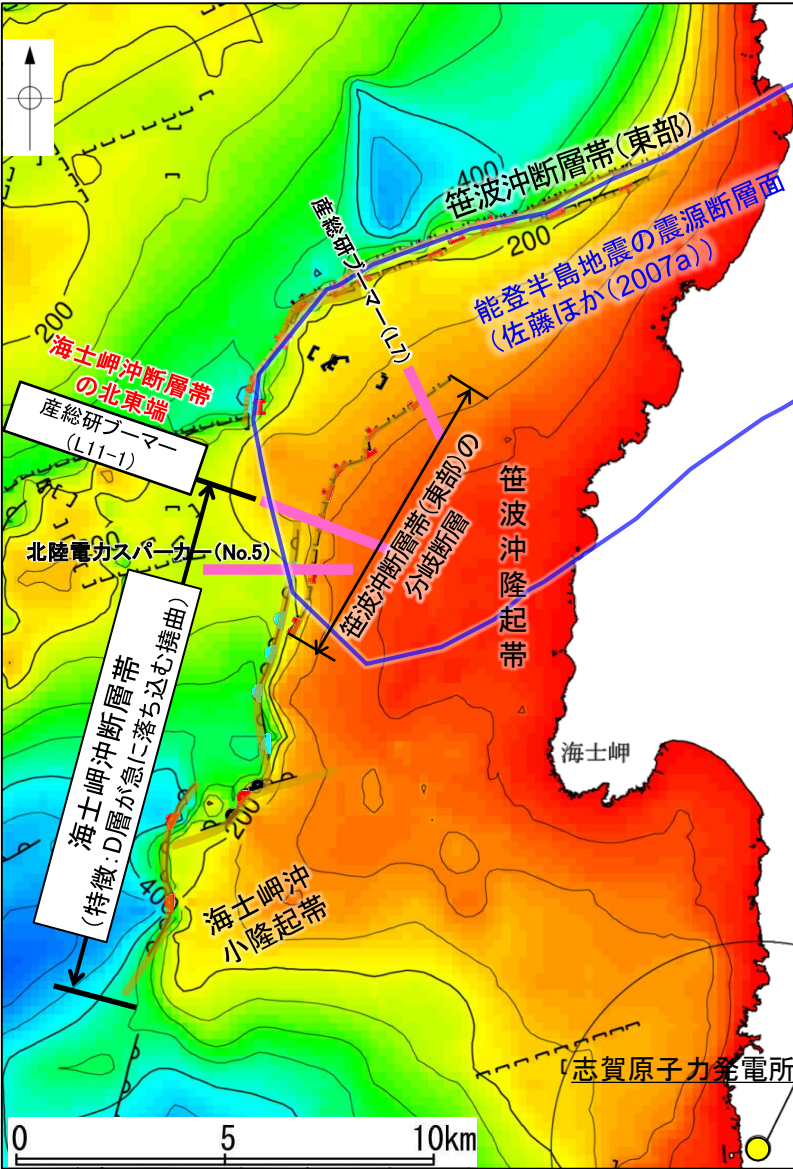 400
笹波沖断層帯(東部)
200
能登半島地震の震源断層面
(佐藤ほか(2007a))
産総研ブーマー(L7)
200
海士岬沖断層帯
の北東端
産総研ブーマー
(L11-1)
北陸電力スパーカー(No.5)
笹波沖断層帯(東部)の
分岐断層
笹波沖隆起帯
海士岬沖断層帯
(特徴:D層が急に落ち込む撓曲)
海士岬
200
400
海士岬沖
小隆起帯
志賀原子力発電所
0 5 10km